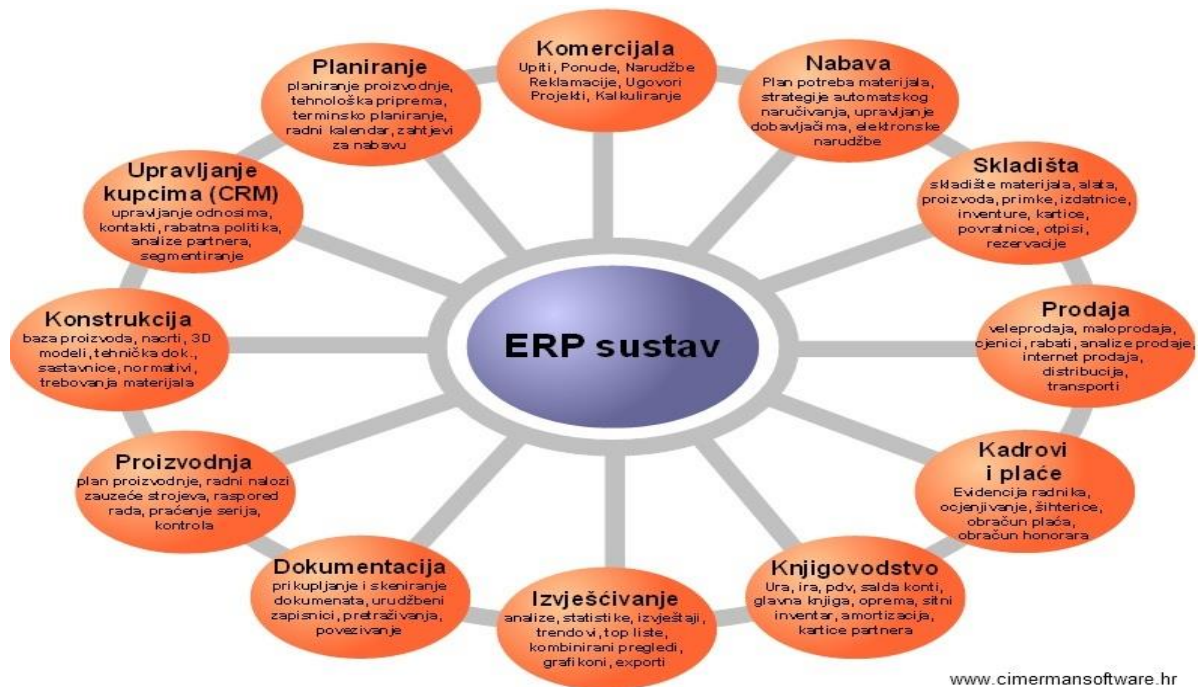 Komercijala
Upiti, Ponude, Narudžbe
Reklamacije, Ugovori
Projekti, Kalkuliranje
Nabava
Plan potreba materijala,
strategije automatskog
naručivanja, upravljanje
dobavljačima, elektronske
narudžbe
Skladišta
skladište materijala, alata,
proizvoda, primke, izdatnice,
inventure, kartice,
povratnice, otpisi,
rezervacije
Prodaja
veleprodaja, maloprodaja,
cjenici, rabati, analize prodaje,
internet prodaja,
distribucija,
transporti
Kadrovi
i plaće
Evidencija radnika,
ocjenjivanje, šihterice,
obračun plaća,
obračun honorara
Knjigovodstvo
Ura, ira, pdv, salda konti,
glavna knjiga, oprema, sitni
inventar, amortizacija,
kartice partnera
Izvješćivanje
analize, statistike, izvještaji,
trendovi, top liste,
kombinirani pregledi,
grafikoni, exporti
Dokumentacija
prikupljanje i skeniranje
dokumenata, urudžbeni
zapisnici, pretraživanja,
povezivanje
Proizvodnja
plan proizvodnje, radni nalozi
zauzeće strojeva, raspored
rada, praćenje serija,
kontrola
Konstrukcija
baza proizvoda, nacrti, 3D
modeli, tehnička dok.,
sastavnice, normativi,
trebovanja materijala
Upravljanje
kupcima (CRM)
upravljanje odnosima,
kontakti, rabatna politika,
analize partnera,
segmentiranje
Planiranje
planiranje proizvodnje,
tehnološka priprema,
terminsko planiranje,
radni kalendar, zahtjevi
za nabavu
ERP sustav
www.cimermansoftware.hr